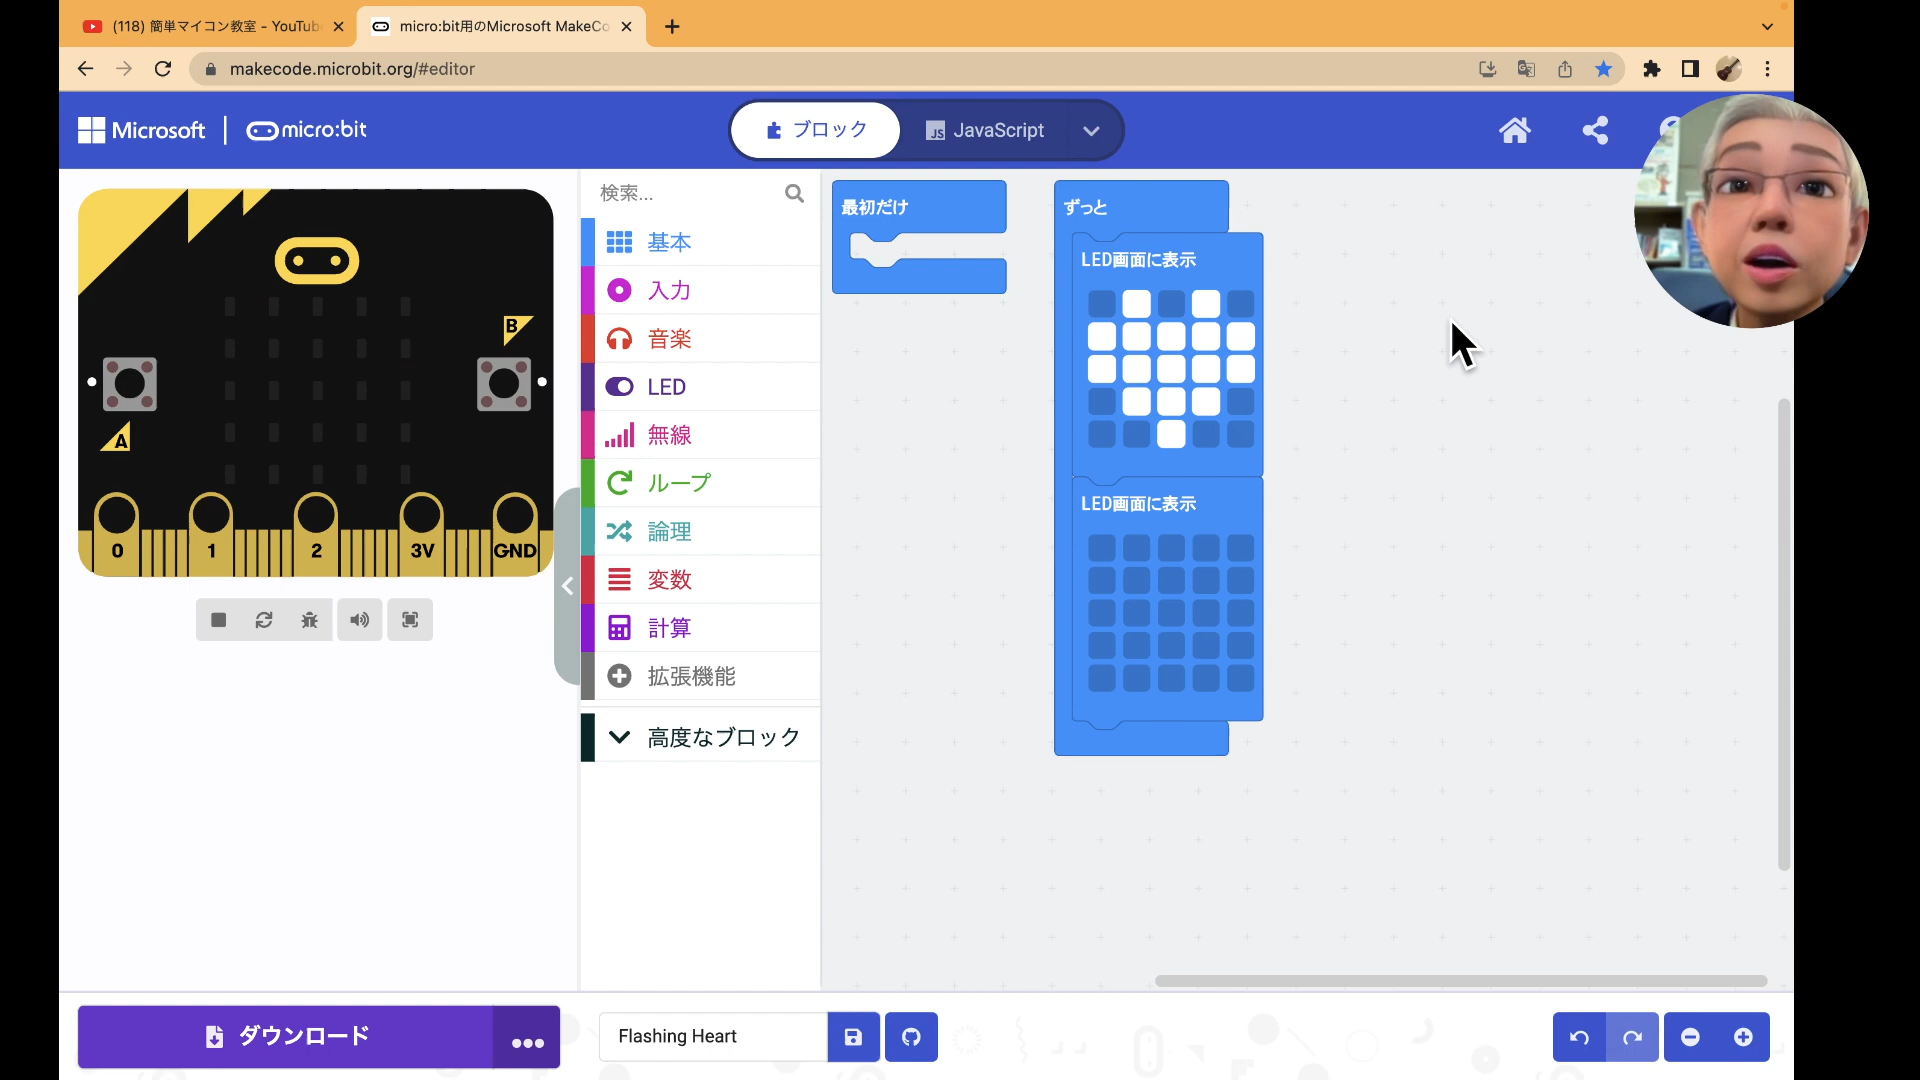 (118) 簡単マイコン教室 - YouTub
micro:bit用のMicrosoft MakeCo
makecode.microbit.org/#editor
Microsoft
micro:bit
ブロック
JS JavaScript
検索...
基本
入力
音楽
LED
無線
ループ
論理
変数
計算
拡張機能
高度なブロック
B
A
0
1
2
3V
GND
最初だけ
ずっと
LED画面に表示
LED画面に表示
ダウンロード
Flashing Heart